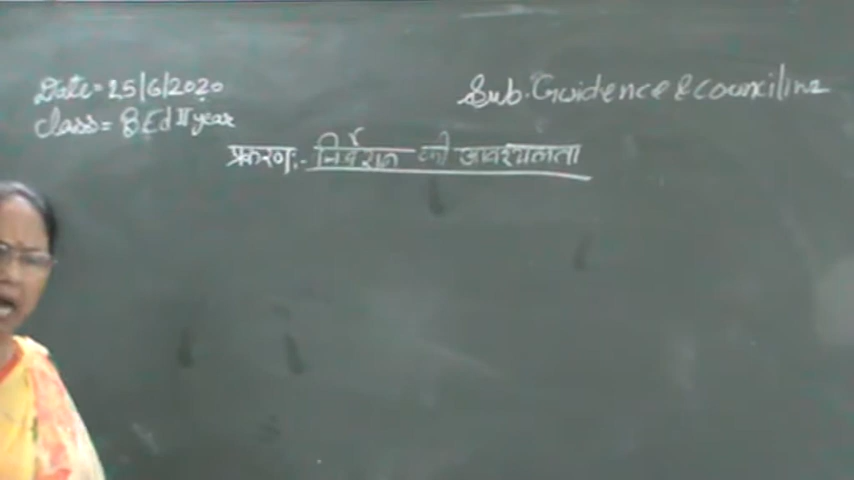 Date = 25/6/2020
Sub. Guidence & counciling
Class = B Ed II year
प्रकरण:- निर्देशन की आवश्यकता